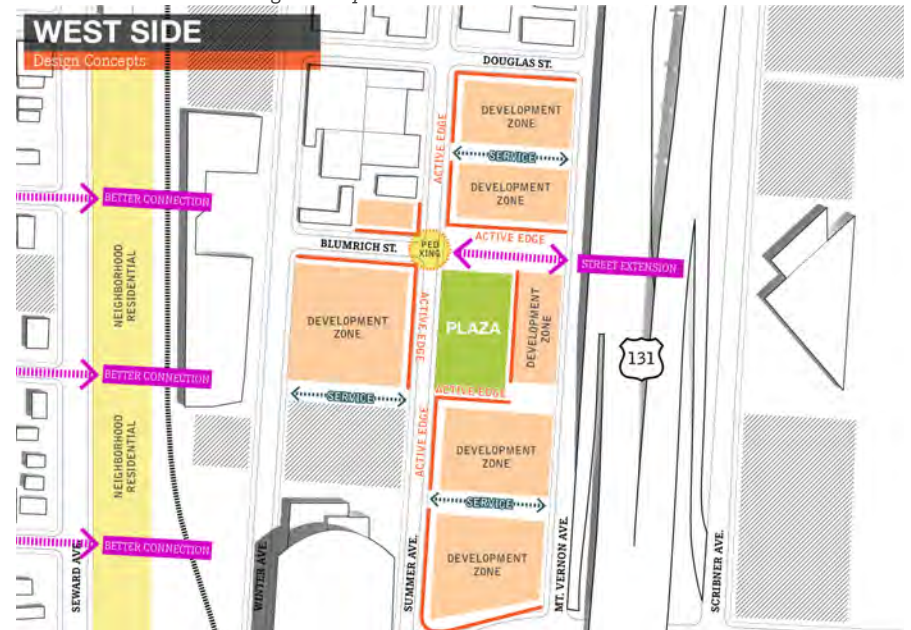 WEST SIDE
Design Concepts
DOUGLAS ST.
DEVELOPMENT
ZONE
ACTIVE EDGE
SERVICE
DEVELOPMENT
ZONE
BETTER CONNECTION
PED
XING
ACTIVE EDGE
BLUMRICH ST.
STREET EXTENSION
NEIGHBORHOOD
RESIDENTIAL
DEVELOPMENT
ZONE
ACTIVE EDGE
PLAZA
DEVELOPMENT
ZONE
131
BETTER CONNECTION
SERVICE
ACTIVE EDGE
NEIGHBORHOOD
RESIDENTIAL
ACTIVE EDGE
DEVELOPMENT
ZONE
SERVICE
BETTER CONNECTION
DEVELOPMENT
ZONE
SEWARD AVE.
WINTER AVE.
SUMMER AVE.
MT. VERNON AVE.
SCRIBNER AVE.